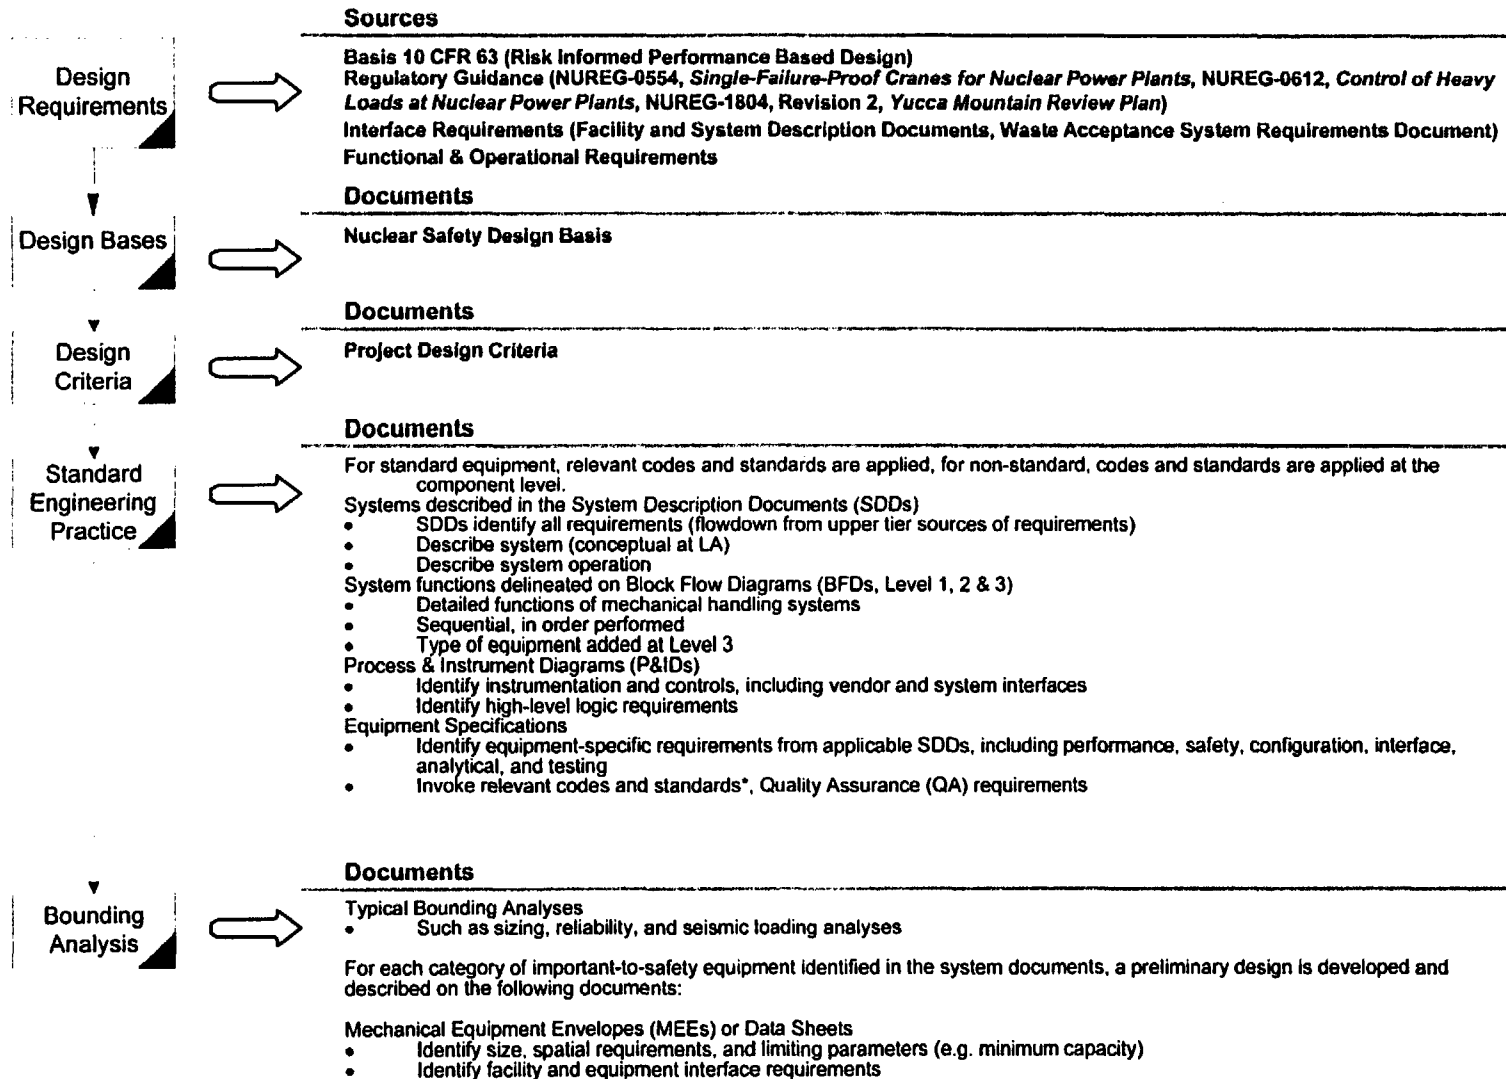 Sources
Design Requirements
Basis 10 CFR 63 (Risk Informed Performance Based Design)
Regulatory Guidance (NUREG-0554, Single-Failure-Proof Cranes for Nuclear Power Plants, NUREG-0612, Control of Heavy
Loads at Nuclear Power Plants, NUREG-1804, Revision 2, Yucca Mountain Review Plan)
Interface Requirements (Facility and System Description Documents, Waste Acceptance System Requirements Document)
Functional & Operational Requirements
Documents
Design Bases
Nuclear Safety Design Basis
Documents
Design
Criteria
Project Design Criteria
Documents
Standard
Engineering
Practice
For standard equipment, relevant codes and standards are applied, for non-standard, codes and standards are applied at the
component level.
Systems described in the System Description Documents (SDDs)
• SDDs identify all requirements (flowdown from upper tier sources of requirements)
• Describe system (conceptual at LA)
• Describe system operation
System functions delineated on Block Flow Diagrams (BFDs, Level 1, 2 & 3)
• Detailed functions of mechanical handling systems
• Sequential, in order performed
• Type of equipment added at Level 3
Process & Instrument Diagrams (P&IDs)
• Identify instrumentation and controls, including vendor and system interfaces
• Identify high-level logic requirements
Equipment Specifications
• Identify equipment-specific requirements from applicable SDDs, including performance, safety, configuration, interface,
analytical, and testing
• Invoke relevant codes and standards*, Quality Assurance (QA) requirements
Documents
Bounding
Analysis
Typical Bounding Analyses
• Such as sizing, reliability, and seismic loading analyses
For each category of important-to-safety equipment identified in the system documents, a preliminary design is developed and
described on the following documents:
Mechanical Equipment Envelopes (MEEs) or Data Sheets
• Identify size, spatial requirements, and limiting parameters (e.g. minimum capacity)
• Identify facility and equipment interface requirements